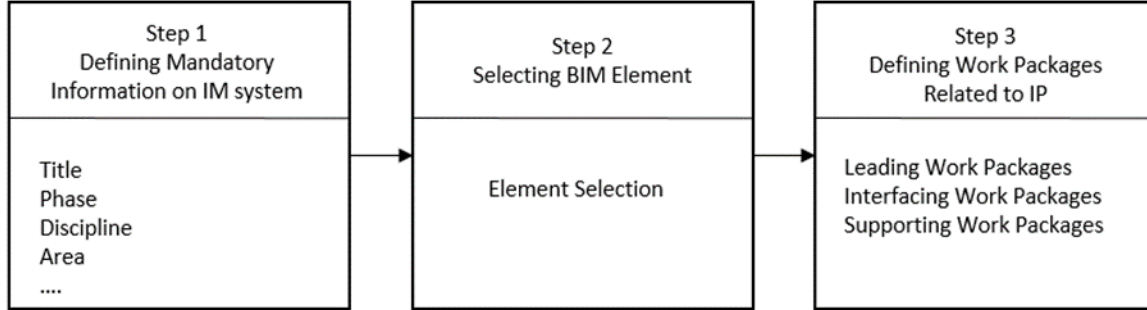 Step 1
Defining Mandatory
Information on IM system
Title
Phase
Discipline
Area
....
Step 2
Selecting BIM Element
Element Selection
Step 3
Defining Work Packages
Related to IP
Leading Work Packages
Interfacing Work Packages
Supporting Work Packages